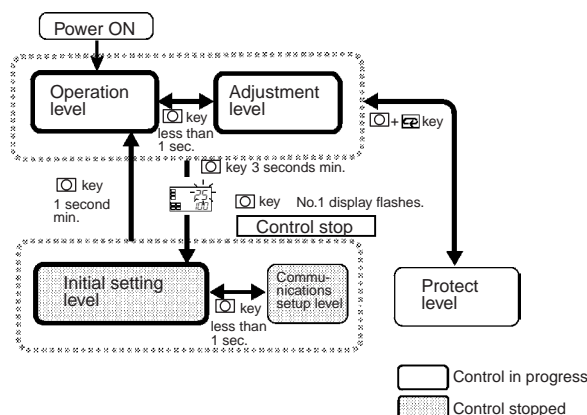 Power ON
Operation
level
Adjustment
level
key
less than
1 sec.
key
key 3 seconds min.
key
1 second
min.
25
100
key No.1 display flashes.
Control stop
Initial setting
level
Commu-
nications
setup level
key
less than
1 sec.
Protect
level
Control in progress
Control stopped